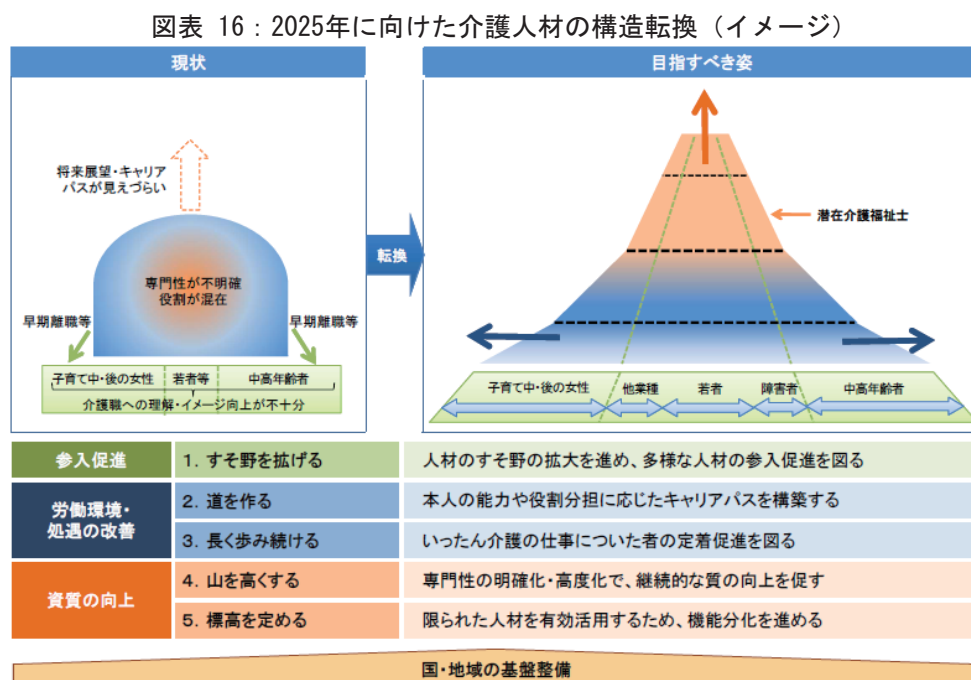 図表 16：2025年に向けた介護人材の構造転換（イメージ）
現状
将来展望・キャリア
パスが見えづらい
専門性が不明確
役割が混在
早期離職等
早期離職等
子育て中・後の女性
若者等
中高年齢者
介護職への理解・イメージ向上が不十分
転換
目指すべき姿
潜在介護福祉士
子育て中・後の女性
他業種
若者
障害者
中高年齢者
参入促進
1. すそ野を拡げる
人材のすそ野の拡大を進め、多様な人材の参入促進を図る
労働環境・
処遇の改善
2. 道を作る
本人の能力や役割分担に応じたキャリアパスを構築する
3. 長く歩み続ける
いったん介護の仕事についた者の定着促進を図る
資質の向上
4. 山を高くする
専門性の明確化・高度化で、継続的な質の向上を促す
5. 標高を定める
限られた人材を有効活用するため、機能分化を進める
国・地域の基盤整備